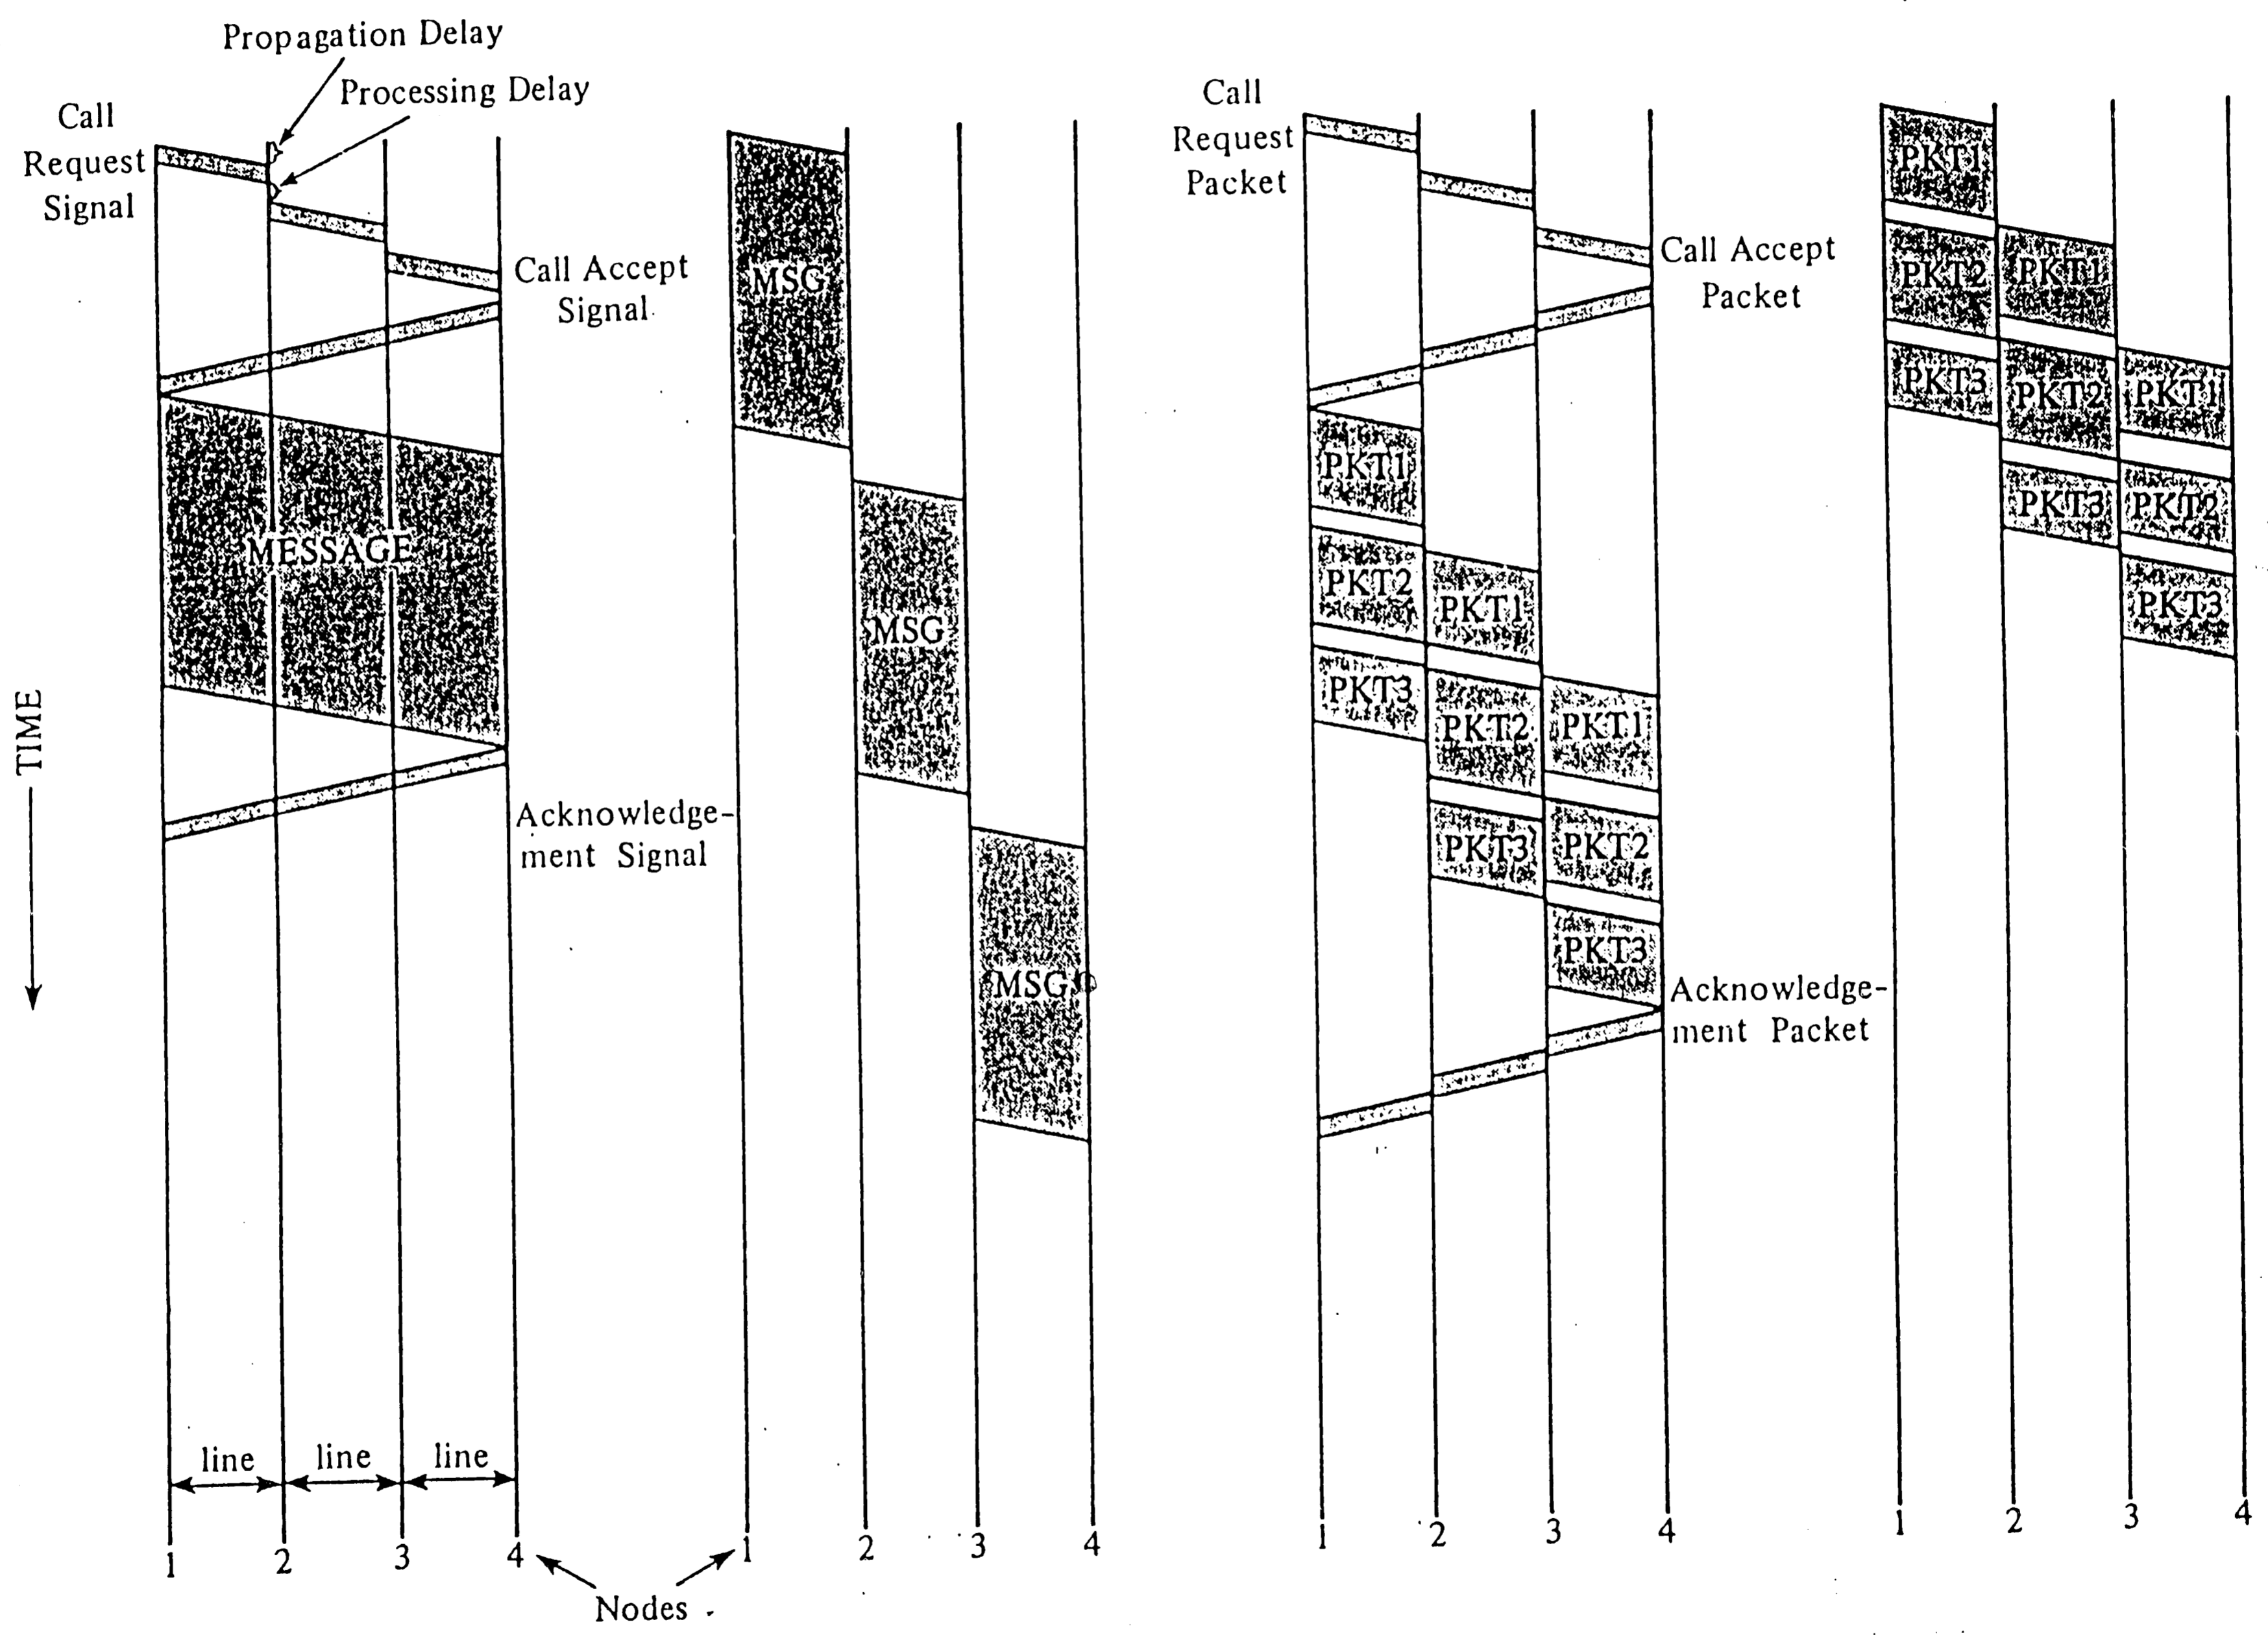 Propagation Delay
Processing Delay
Call
Request
Signal
Call Accept
Signal
MESSAGE
Acknowledge-
ment Signal
TIME
line
line
line
1
2
3
4
MSG
MSG
MSG
1
2
3
4
Nodes
Call
Request
Packet
Call Accept
Packet
PKT1
PKT2
PKT1
PKT3
PKT2
PKT1
PKT3
PKT2
PKT3
Acknowledge-
ment Packet
1
2
3
4
PKT1
PKT2
PKT1
PKT3
PKT2
PKT1
PKT3
PKT2
PKT3
1
2
3
4